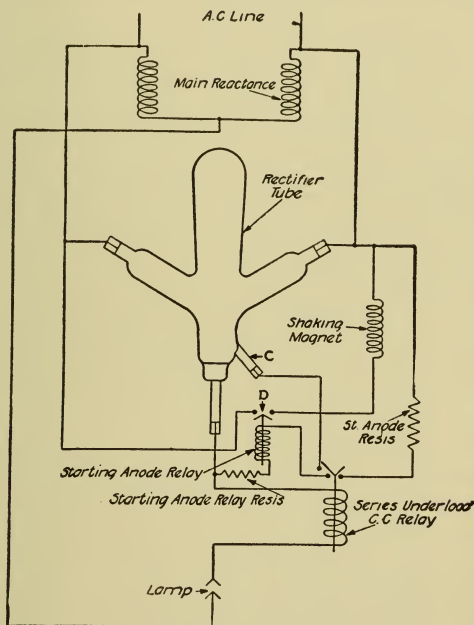 A.C Line
Main Reactance
Rectifier
Tube
Shaking
Magnet
C
D
St. Anode
Resis
Starting Anode Relay
Starting Anode Relay Resis
Series Underload
C.C Relay
Lamp